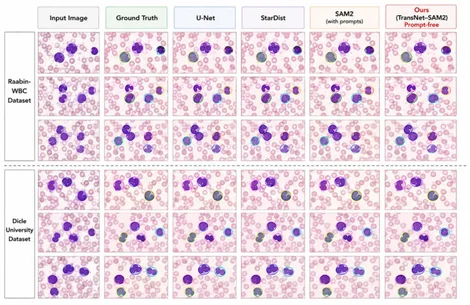 Input Image
Ground Truth
U-Net
StarDist
SAM2
(with prompts)
Ours
(TransNet–SAM2)
Prompt-free
Raabin-
WBC
Dataset
Dicle
University
Dataset